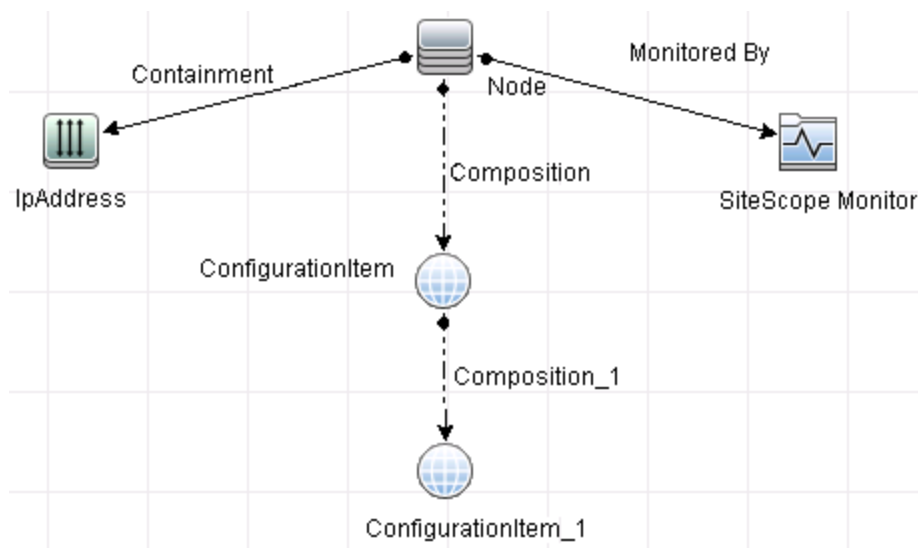 Monitored By
Containment
Node
Composition
IpAddress
SiteScope Monitor
ConfigurationItem
Composition_1
ConfigurationItem_1